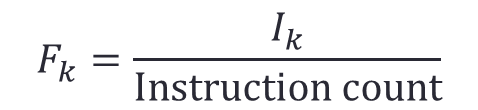 F_k = I_k / Instruction count